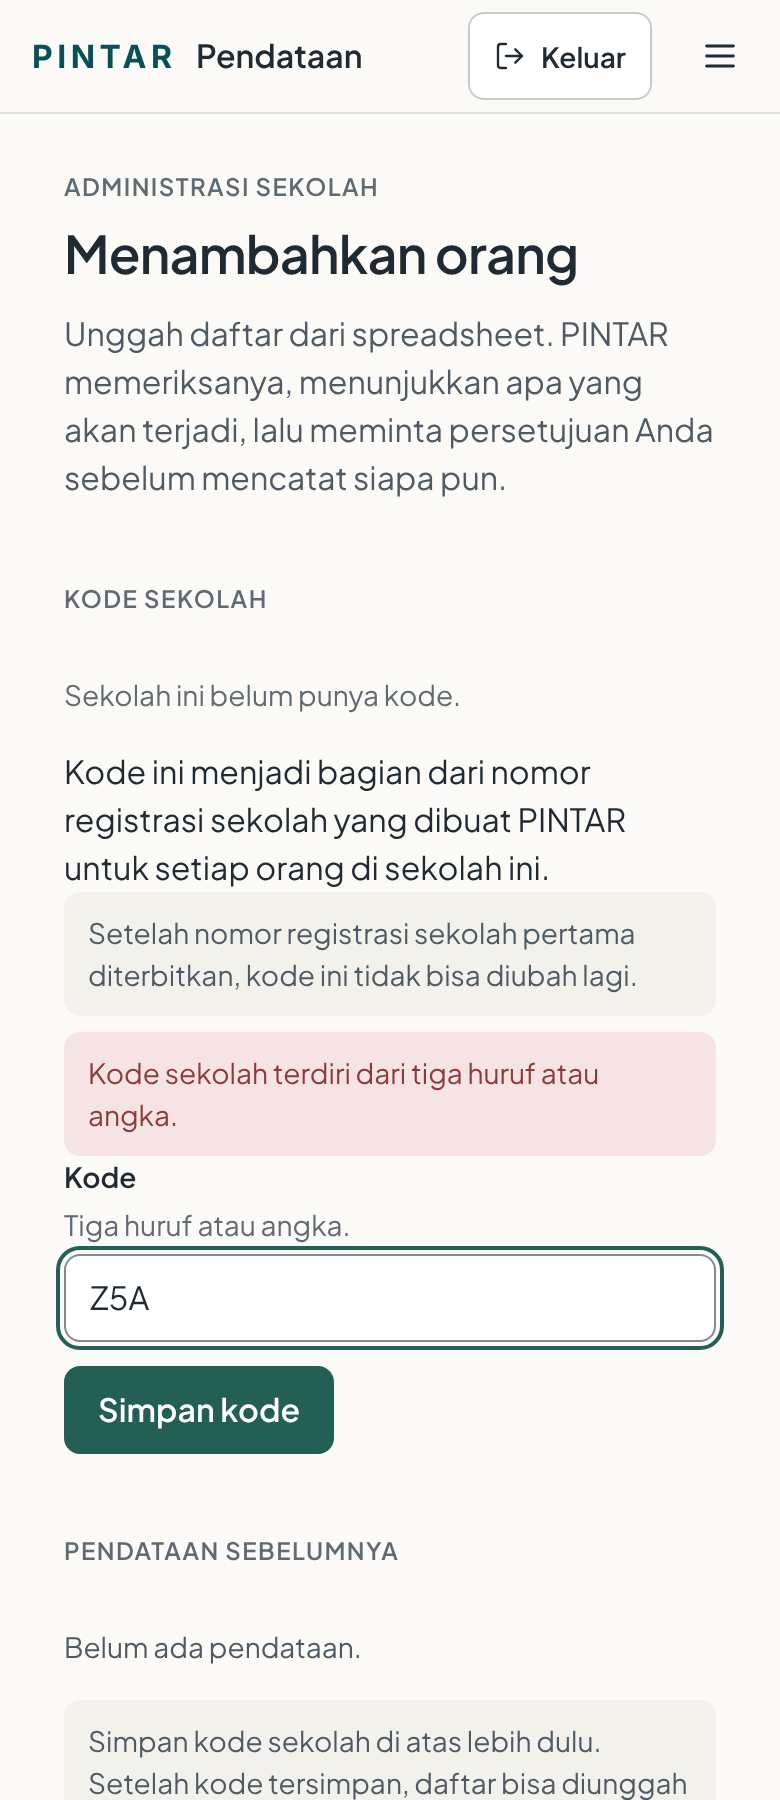 PINTAR Pendataan
Keluar
ADMINISTRASI SEKOLAH
Menambahkan orang
Unggah daftar dari spreadsheet. PINTAR
memeriksanya, menunjukkan apa yang
akan terjadi, lalu meminta persetujuan Anda
sebelum mencatat siapa pun.
KODE SEKOLAH
Sekolah ini belum punya kode.
Kode ini menjadi bagian dari nomor
registrasi sekolah yang dibuat PINTAR
untuk setiap orang di sekolah ini.
Setelah nomor registrasi sekolah pertama
diterbitkan, kode ini tidak bisa diubah lagi.
Kode sekolah terdiri dari tiga huruf atau
angka.
Kode
Tiga huruf atau angka.
Z5A
Simpan kode
PENDATAAN SEBELUMNYA
Belum ada pendataan.
Simpan kode sekolah di atas lebih dulu.
Setelah kode tersimpan, daftar bisa diunggah